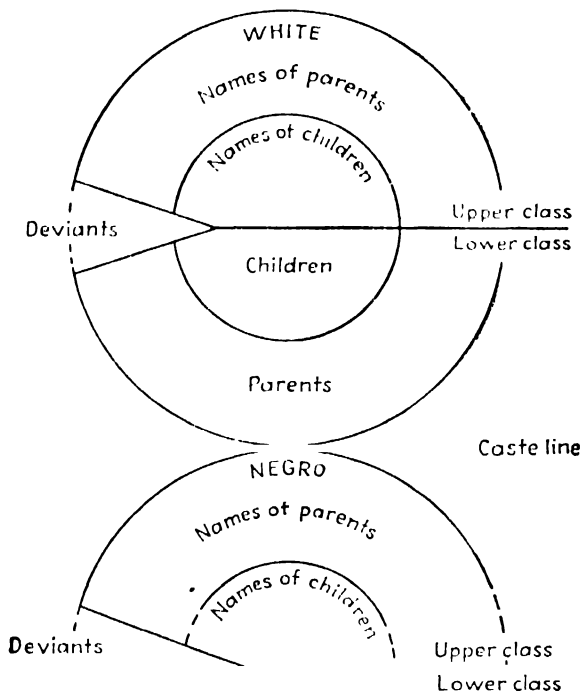 WHITE
Names of parents
Names of children
Upper class
Deviants
Lower class
Children
Parents
Caste line
NEGRO
Names of parents
Names of children
Deviants
Upper class
Lower class